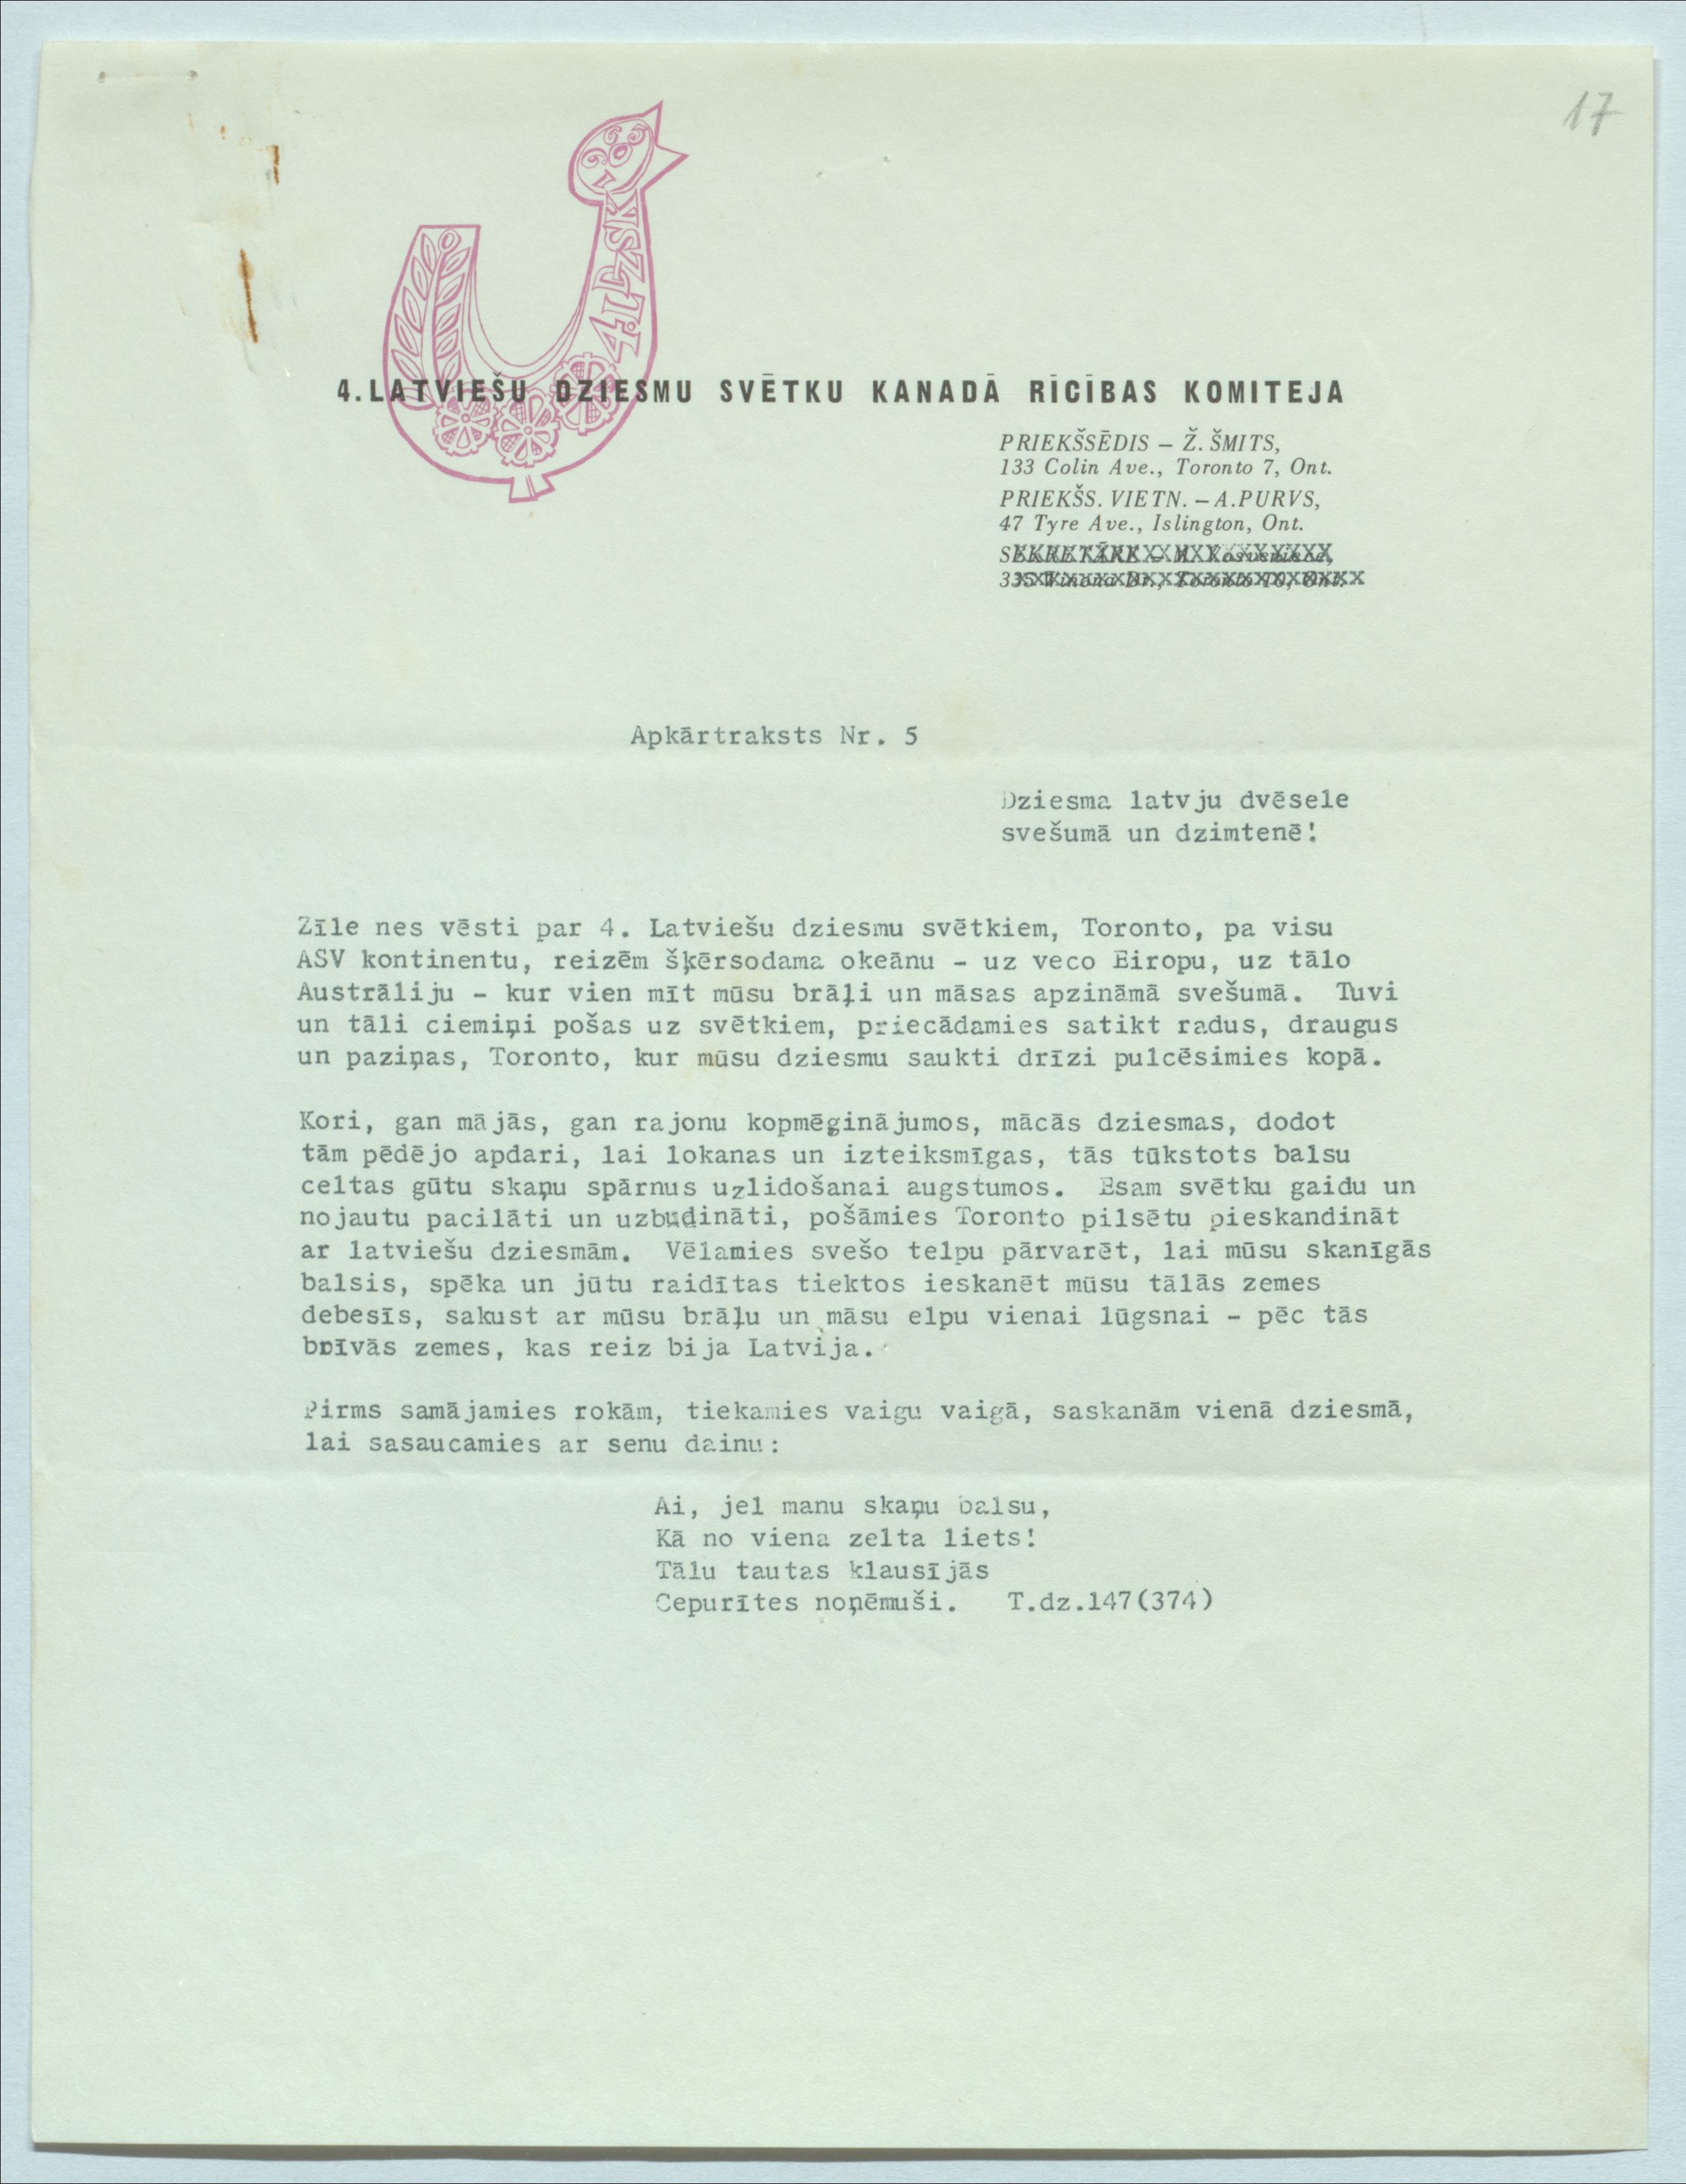 17
1965
4.LDzSK
4.LATVIEŠU DZIESMU SVĒTKU KANADĀ RĪCĪBAS KOMITEJA
PRIEKŠSĒDIS – Ž. ŠMITS,
133 Colin Ave., Toronto 7, Ont.
PRIEKŠS. VIETN. – A.PURVS,
47 Tyre Ave., Islington, Ont.
SEKRETĀRE – M.
335 Winona Dr., Toronto 10, Ont.
Apkārtraksts Nr. 5
Dziesma latvju dvēsele
svešumā un dzimtenē!
Zīle nes vēsti par 4. Latviešu dziesmu svētkiem, Toronto, pa visu
ASV kontinentu, reizēm šķērsodama okeānu - uz veco Eiropu, uz tālo
Austrāliju - kur vien mīt mūsu brāļi un māsas apzināmā svešumā. Tuvi
un tāli ciemiņi pošas uz svētkiem, priecādamies satikt radus, draugus
un paziņas, Toronto, kur mūsu dziesmu saukti drīzi pulcēsimies kopā.
Kori, gan mājās, gan rajonu kopmēginājumos, mācās dziesmas, dodot
tām pēdējo apdari, lai lokanas un izteiksmīgas, tās tūkstots balsu
celtas gūtu skaņu spārnus uzlidošanai augstumos. Esam svētku gaidu un
nojautu pacilāti un uzbudināti, pošāmies Toronto pilsētu pieskandināt
ar latviešu dziesmām. Vēlamies svešo telpu pārvarēt, lai mūsu skanīgās
balsis, spēka un jūtu raidītas tiektos ieskanēt mūsu tālās zemes
debesīs, sakust ar mūsu brāļu un māsu elpu vienai lūgsnai - pēc tās
brīvās zemes, kas reiz bija Latvija.
Pirms samājamies rokām, tiekamies vaigu vaigā, saskanām vienā dziesmā,
lai sasaucamies ar senu dainu:
Ai, jel manu skaņu balsu,
Kā no viena zelta liets!
Tālu tautas klausījās
Cepurītes noņēmuši. T.dz.147(374)